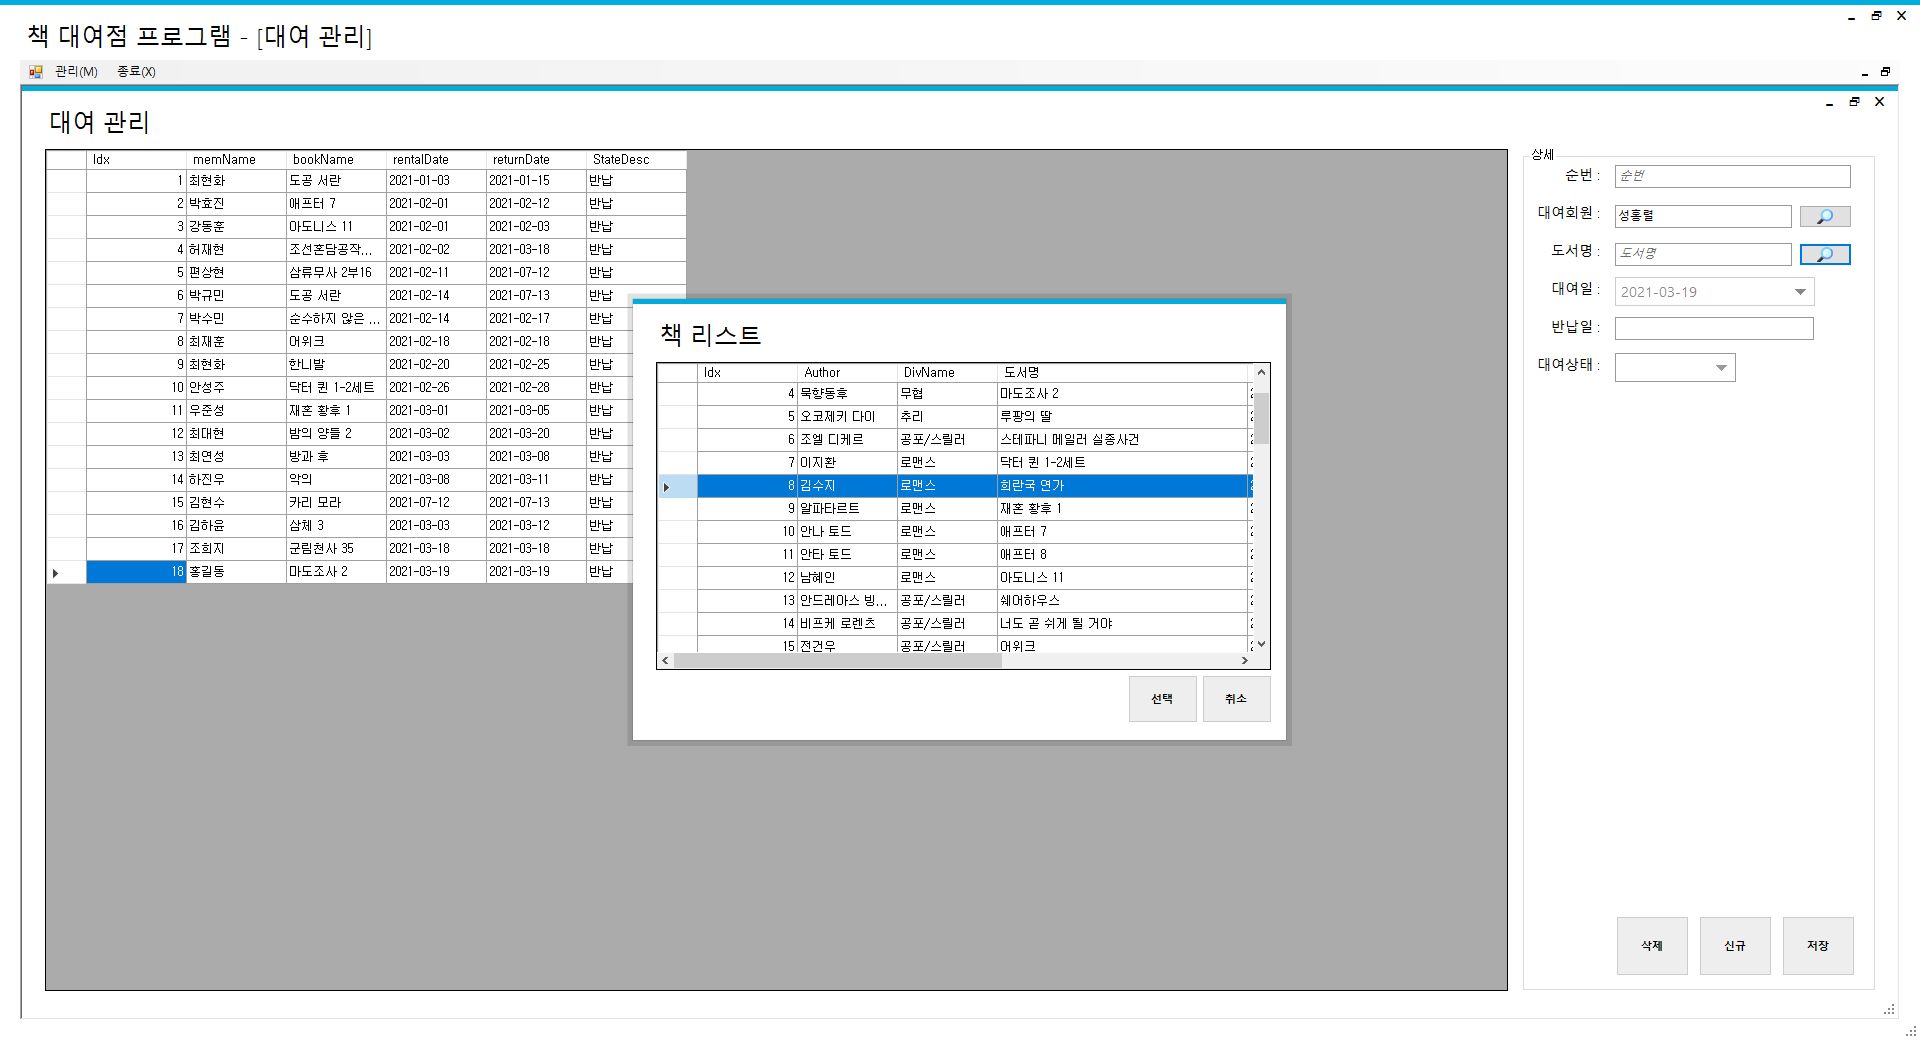 책 대여점 프로그램 - [대여 관리]
관리(M) 종료(X)
대여 관리
Idx memName bookName rentalDate returnDate StateDesc
1 최현화 도공 서란 2021-01-03 2021-01-15 반납
2 박효진 애프터 7 2021-02-01 2021-02-12 반납
3 강동훈 아도니스 11 2021-02-01 2021-02-03 반납
4 허재현 조선혼담공작... 2021-02-02 2021-03-18 반납
5 편상현 삼류무사 2부16 2021-02-11 2021-07-12 반납
6 박규민 도공 서란 2021-02-14 2021-07-13 반납
7 박수민 순수하지 않은 ... 2021-02-14 2021-02-17 반납
8 최재훈 어위크 2021-02-18 2021-02-18 반납
9 최현화 한니발 2021-02-20 2021-02-25 반납
10 안성주 닥터 퀸 1-2세트 2021-02-26 2021-02-28 반납
11 우준성 재혼 황후 1 2021-03-01 2021-03-05 반납
12 최대현 밤의 양들 2 2021-03-02 2021-03-20 반납
13 최연성 방과 후 2021-03-03 2021-03-08 반납
14 하진우 악의 2021-03-08 2021-03-11 반납
15 김현수 카리 모라 2021-07-12 2021-07-13 반납
16 김하윤 삼체 3 2021-03-03 2021-03-12 반납
17 조희지 군림천사 35 2021-03-18 2021-03-18 반납
18 홍길동 마도조사 2 2021-03-19 2021-03-19 반납
책 리스트
Idx Author DivName 도서명
4 묵향동후 무협 마도조사 2
5 오코제키 다이 추리 루팡의 딸
6 조엘 디케르 공포/스릴러 스테파니 메일러 실종사건
7 이지환 로맨스 닥터 퀸 1-2세트
8 김수지 로맨스 희란국 연가
9 알파타르트 로맨스 재혼 황후 1
10 안나 토드 로맨스 애프터 7
11 안타 토드 로맨스 애프터 8
12 남혜인 로맨스 아도니스 11
13 안드레아스 빙... 공포/스릴러 쉐어하우스
14 비프케 로렌츠 공포/스릴러 너도 곧 쉬게 될 거야
15 전건우 공포/스릴러 어위크
선택 취소
상세
순번 : 순번
대여회원 : 성홍렬
도서명 : 도서명
대여일 : 2021-03-19
반납일 :
대여상태 :
삭제 신규 저장